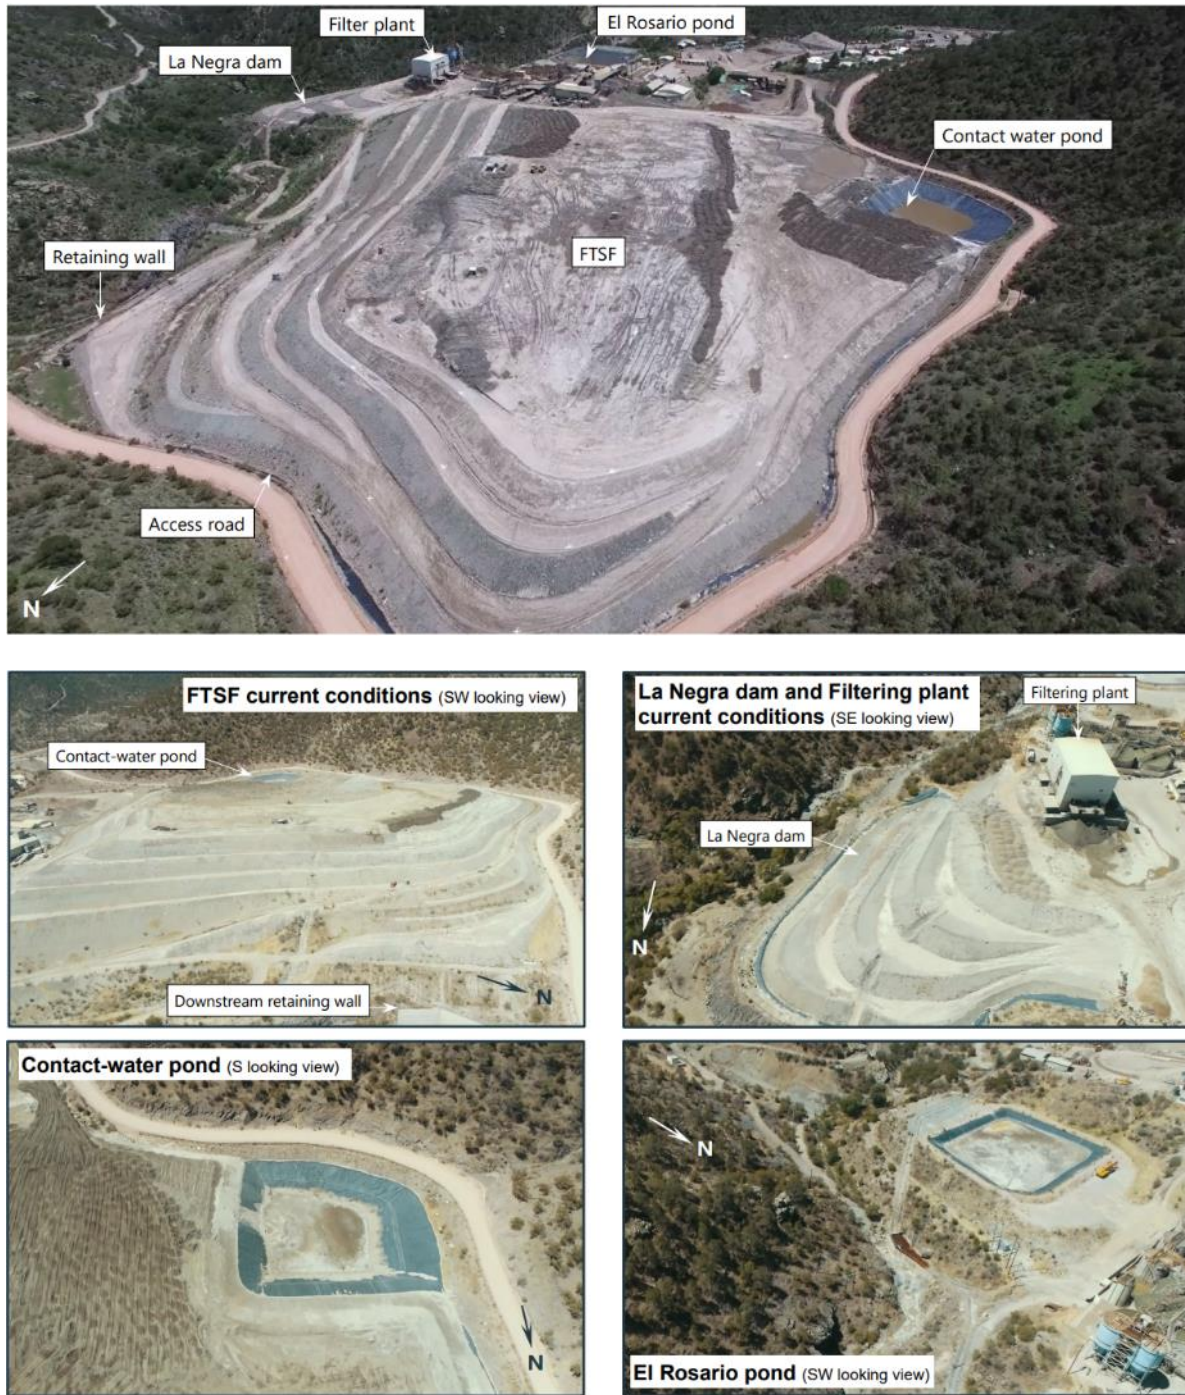 Filter plant
El Rosario pond
La Negra dam
Contact water pond
Retaining wall
FTSF
Access road
N
FTSF current conditions (SW looking view)
Contact-water pond
Downstream retaining wall
N
La Negra dam and Filtering plant
current conditions (SE looking view)
Filtering plant
La Negra dam
N
Contact-water pond (S looking view)
N
N
El Rosario pond (SW looking view)